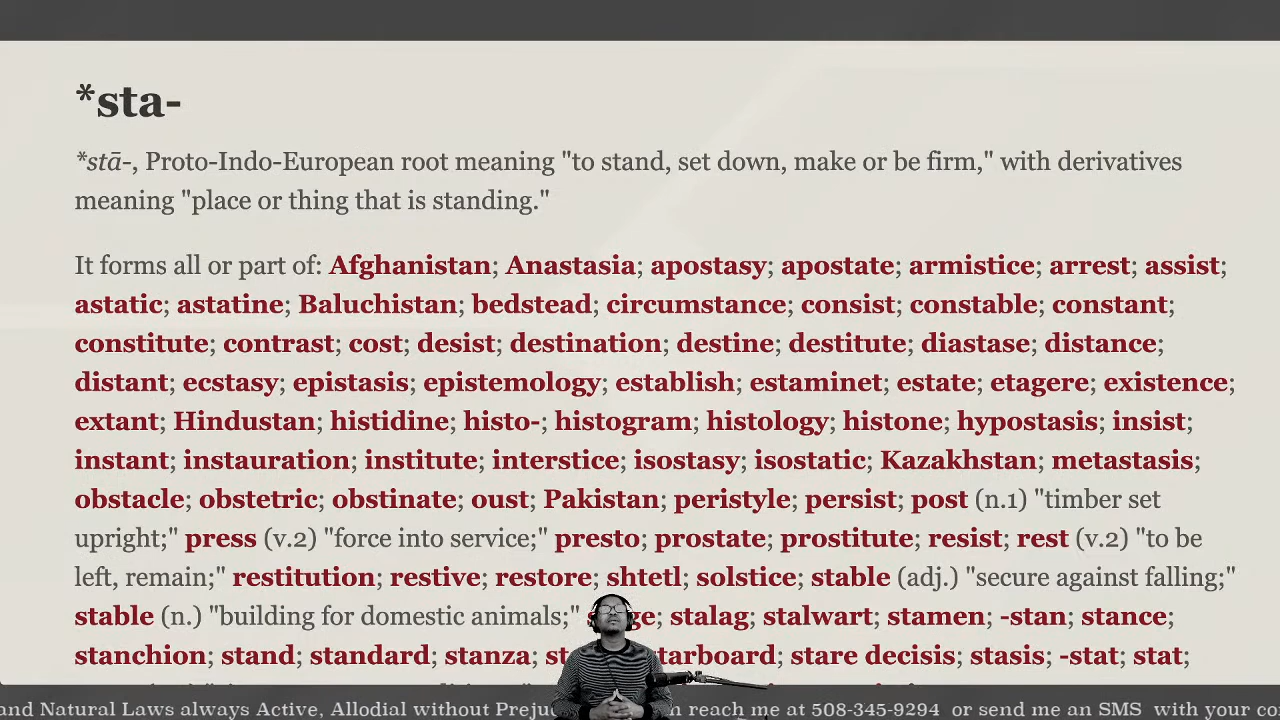 *sta-
*stā-, Proto-Indo-European root meaning "to stand, set down, make or be firm," with derivatives
meaning "place or thing that is standing."
It forms all or part of: Afghanistan; Anastasia; apostasy; apostate; armistice; arrest; assist;
astatic; astatine; Baluchistan; bedstead; circumstance; consist; constable; constant;
constitute; contrast; cost; desist; destination; destine; destitute; diastase; distance;
distant; ecstasy; epistasis; epistemology; establish; estaminet; estate; etagere; existence;
extant; Hindustan; histidine; histo-; histogram; histology; histone; hypostasis; insist;
instant; instauration; institute; interstice; isostasy; isostatic; Kazakhstan; metastasis;
obstacle; obstetric; obstinate; oust; Pakistan; peristyle; persist; post (n.1) "timber set
upright;" press (v.2) "force into service;" presto; prostate; prostitute; resist; rest (v.2) "to be
left, remain;" restitution; restive; restore; shtetl; solstice; stable (adj.) "secure against falling;"
stable (n.) "building for domestic animals;" stalag; stalwart; stamen; -stan; stance;
stanchion; stand; standard; stanza; starboard; stare decisis; stasis; -stat; stat;
and Natural Laws always Active, Allodial without reach me at 508-345-9294 or send me an SMS with your